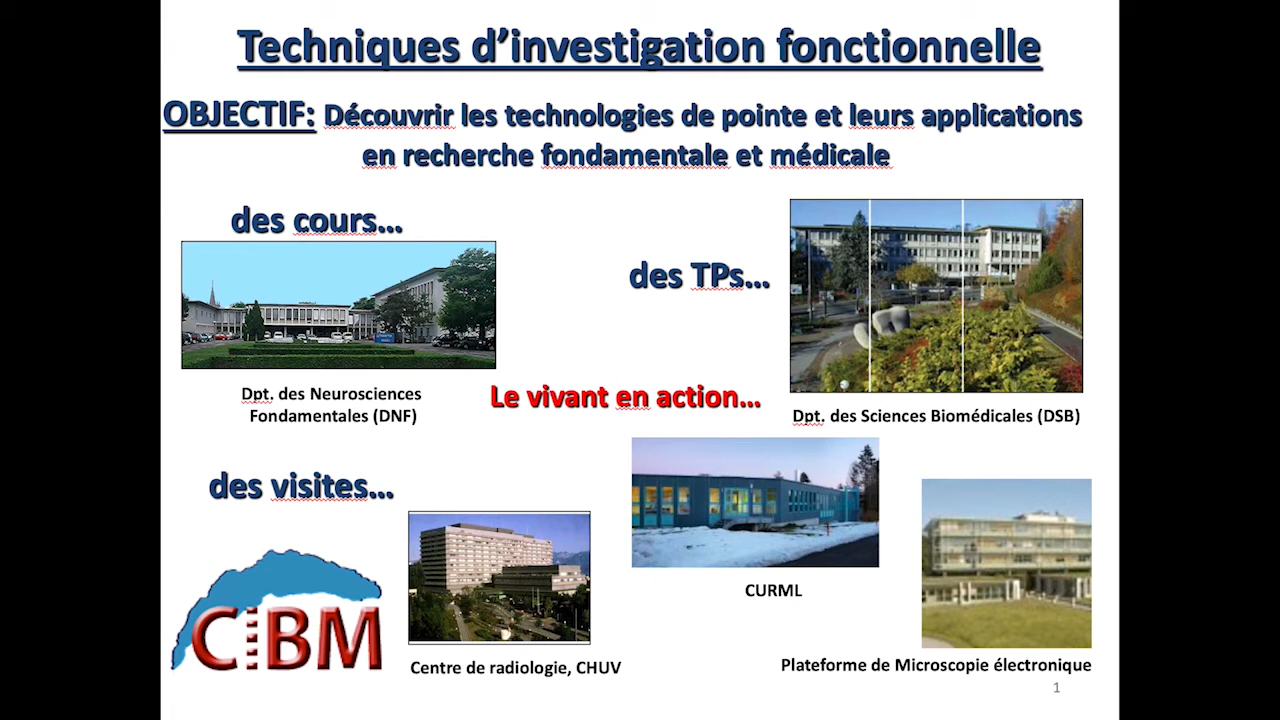 Techniques d’investigation fonctionnelle
OBJECTIF: Découvrir les technologies de pointe et leurs applications
en recherche fondamentale et médicale
des cours…
des TPs…
Dpt. des Neurosciences
Fondamentales (DNF)
Le vivant en action…
Dpt. des Sciences Biomédicales (DSB)
des visites…
CIBM
CURML
Centre de radiologie, CHUV
Plateforme de Microscopie électronique
1